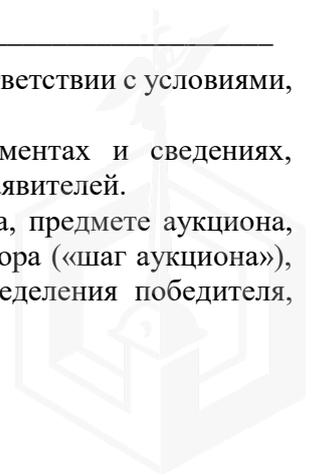 ветствии с условиями,
ментах и сведениях,
явителей.
а, предмете аукциона,
ора («шаг аукциона»),
еделения победителя,